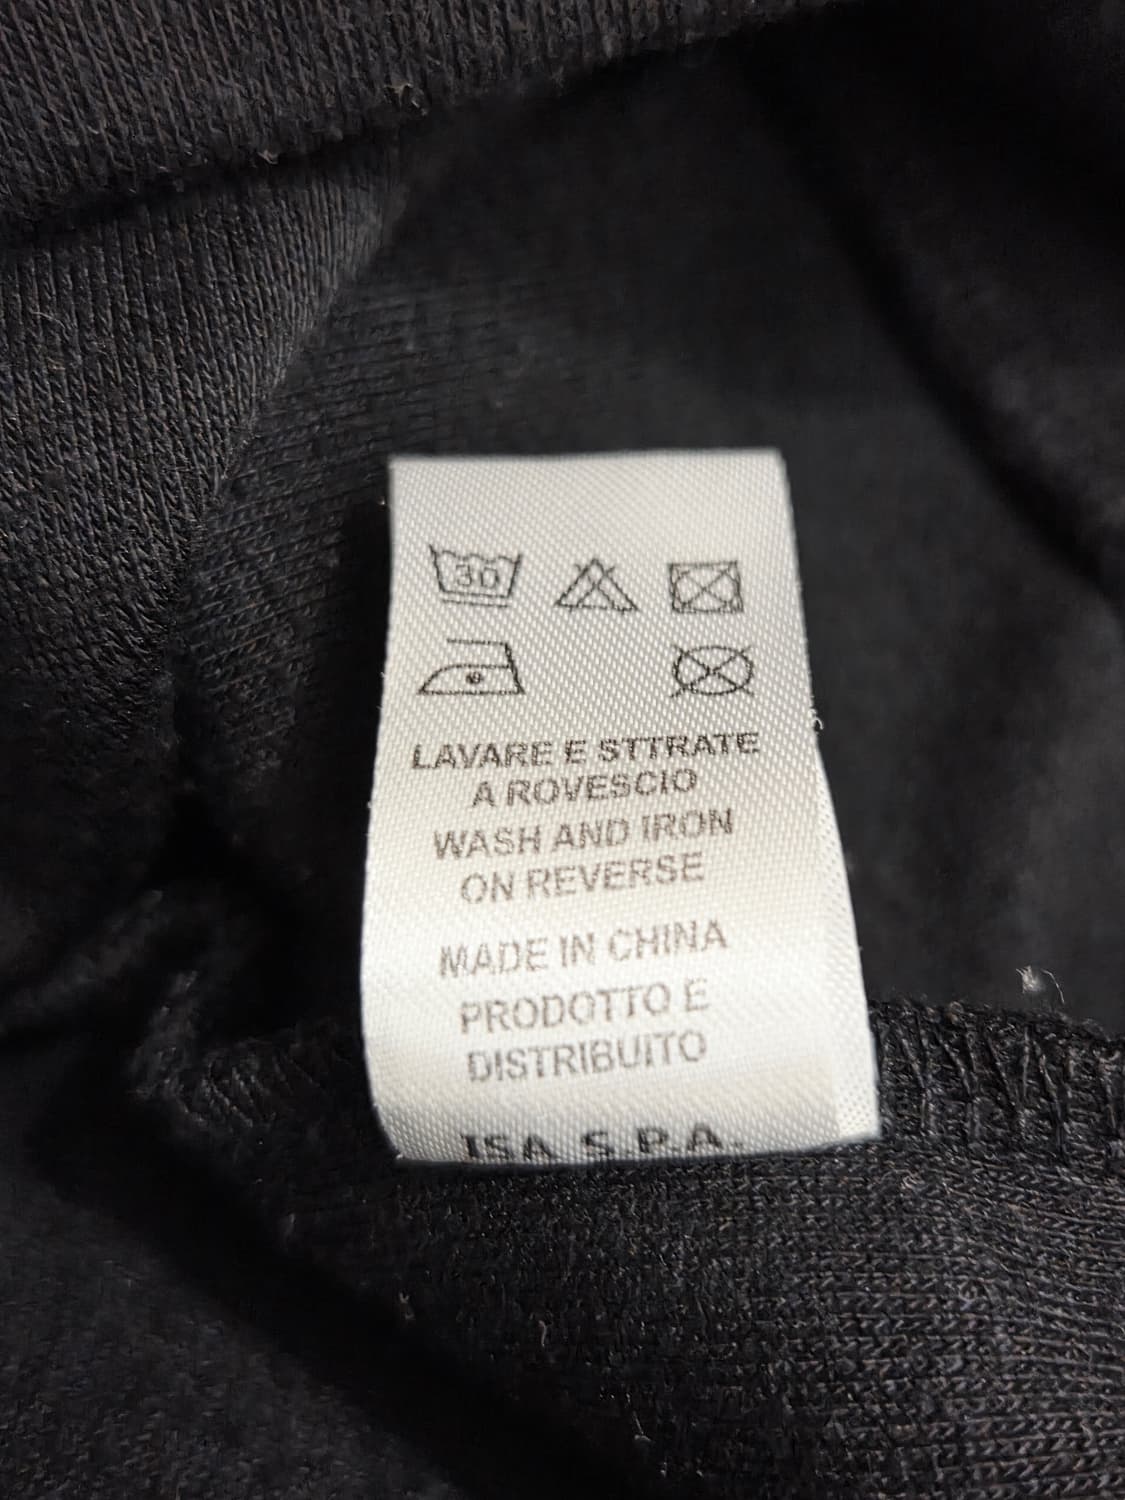 30
LAVARE E STTRATE
A ROVESCIO
WASH AND IRON
ON REVERSE
MADE IN CHINA
PRODOTTO E
DISTRIBUITO
ISA S.P.A.